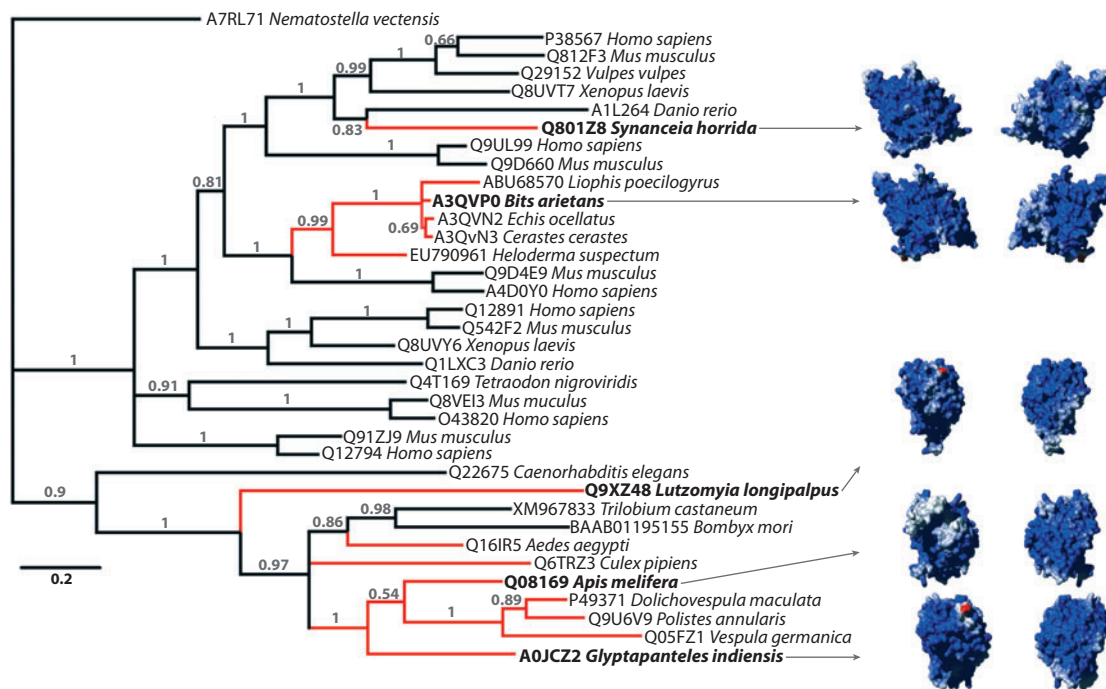 A7RL71 Nematostella vectensis
P38567 Homo sapiens
0.66
Q812F3 Mus musculus
1
Q29152 Vulpes vulpes
0.99
Q8UVT7 Xenopus laevis
1
A1L264 Danio rerio
0.83
Q801Z8 Synanceia horrida
Q9UL99 Homo sapiens
1
Q9D660 Mus musculus
0.81
ABU68570 Liophis poecilogyrus
1
A3QVP0 Bits arietans
0.99
A3QVN2 Echis ocellatus
0.69
A3QvN3 Cerastes cerastes
1
EU790961 Heloderma suspectum
Q9D4E9 Mus musculus
1
A4D0Y0 Homo sapiens
1
Q12891 Homo sapiens
1
Q542F2 Mus musculus
1
Q8UVY6 Xenopus laevis
1
Q1LXC3 Danio rerio
1
Q4T169 Tetraodon nigroviridis
0.91
Q8VEI3 Mus muculus
1
O43820 Homo sapiens
Q91ZJ9 Mus musculus
1
Q12794 Homo sapiens
Q22675 Caenorhabditis elegans
0.9
Q9XZ48 Lutzomyia longipalpus
1
XM967833 Trilobium castaneum
0.98
0.86
BAAB01195155 Bombyx mori
Q16IR5 Aedes aegypti
0.97
Q6TRZ3 Culex pipiens
0.2
Q08169 Apis melifera
0.54
P49371 Dolichovespula maculata
0.89
1
Q9U6V9 Polistes annularis
1
Q05FZ1 Vespula germanica
A0JCZ2 Glyptapanteles indiensis